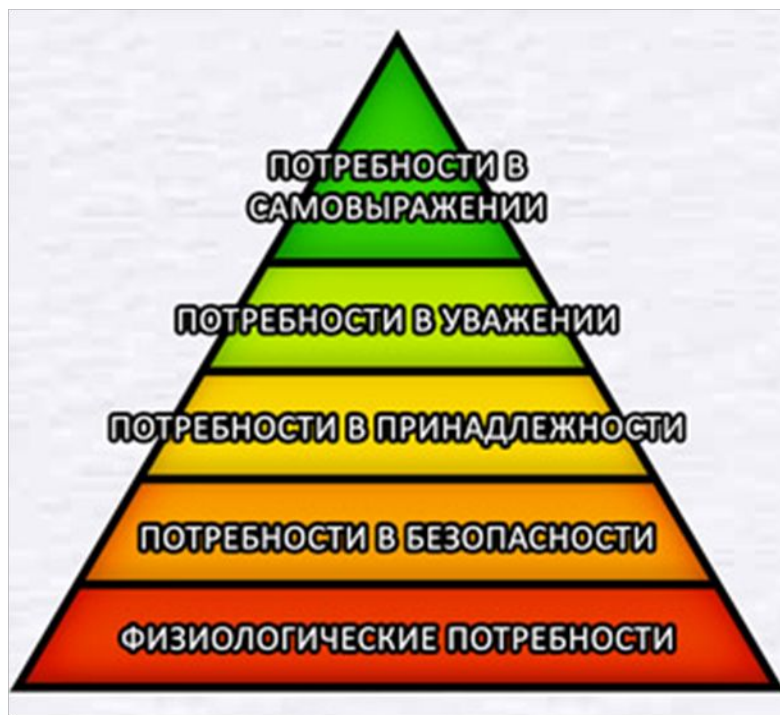 ПОТРЕБНОСТИ В
САМОВЫРАЖЕНИИ
ПОТРЕБНОСТИ В УВАЖЕНИИ
ПОТРЕБНОСТИ В ПРИНАДЛЕЖНОСТИ
ПОТРЕБНОСТИ В БЕЗОПАСНОСТИ
ФИЗИОЛОГИЧЕСКИЕ ПОТРЕБНОСТИ